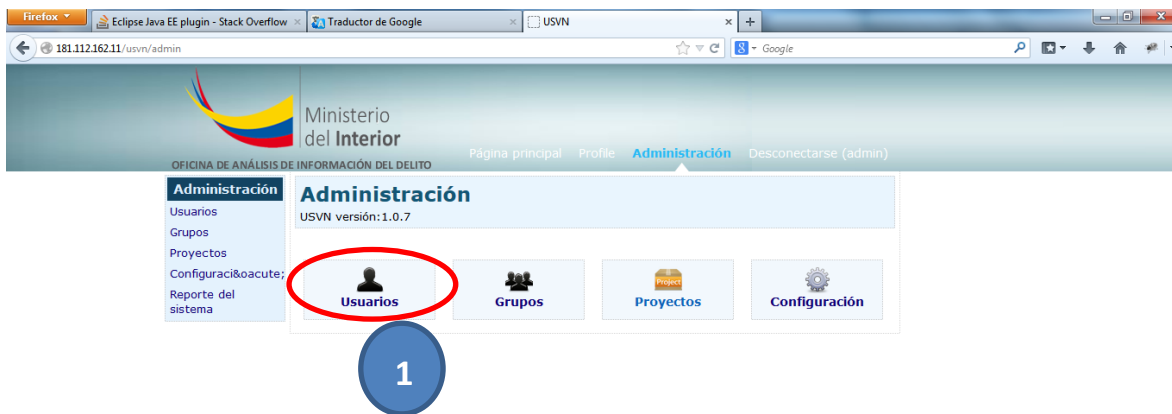 Firefox
Eclipse Java EE plugin - Stack Overflow
Traductor de Google
USVN
181.112.162.11/usvn/admin
Google
Ministerio
del Interior
OFICINA DE ANÁLISIS DE INFORMACIÓN DEL DELITO
Página principal Profile Administración Desconectarse (admin)
Administración
Usuarios
Grupos
Proyectos
Configuraci&oacute;
Reporte del
sistema
Administración
USVN versión:1.0.7
Usuarios
Grupos
Project
Proyectos
Configuración
1